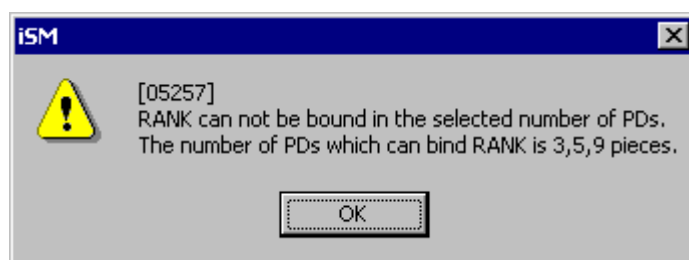 iSM
[05257]
RANK can not be bound in the selected number of PDs.
The number of PDs which can bind RANK is 3,5,9 pieces.
OK